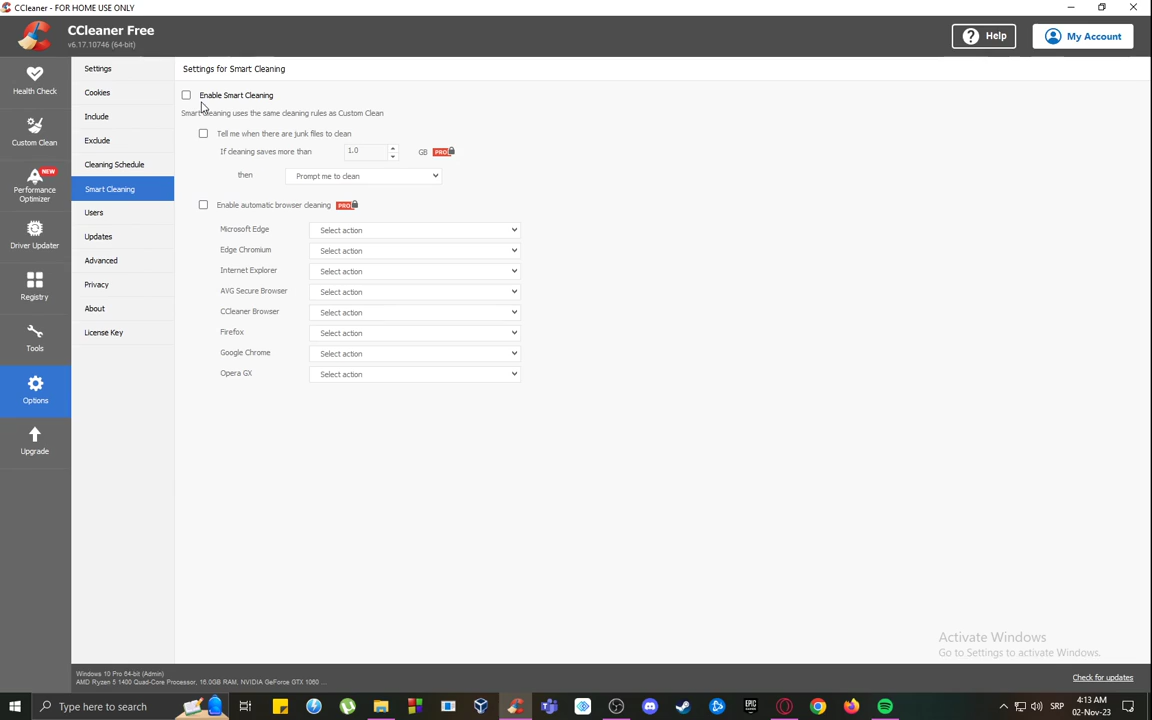 CCleaner - FOR HOME USE ONLY
CCleaner Free
v6.17.10746 (64-bit)
Help
My Account
Health Check
Custom Clean
NEW
Performance
Optimizer
Driver Updater
Registry
Tools
Options
Upgrade
Settings
Cookies
Include
Exclude
Cleaning Schedule
Smart Cleaning
Users
Updates
Advanced
Privacy
About
License Key
Settings for Smart Cleaning
Enable Smart Cleaning
Smart Cleaning uses the same cleaning rules as Custom Clean
Tell me when there are junk files to clean
If cleaning saves more than 1.0 GB PRO
then Prompt me to clean
Enable automatic browser cleaning PRO
Microsoft Edge Select action
Edge Chromium Select action
Internet Explorer Select action
AVG Secure Browser Select action
CCleaner Browser Select action
Firefox Select action
Google Chrome Select action
Opera GX Select action
Activate Windows
Go to Settings to activate Windows.
Windows 10 Pro 64-bit (Admin)
AMD Ryzen 5 1400 Quad-Core Processor, 16.0GB RAM, NVIDIA GeForce GTX 1060 ...
Check for updates
Type here to search
EPIC
SRP
4:13 AM
02-Nov-23